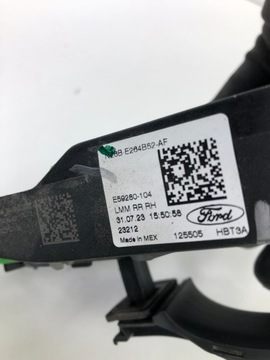 E264B52-AF
E59280-104
LMM RR RH
31.07.23 15:50:56
23212
Made in MEX
Ford
125505 HBT3A